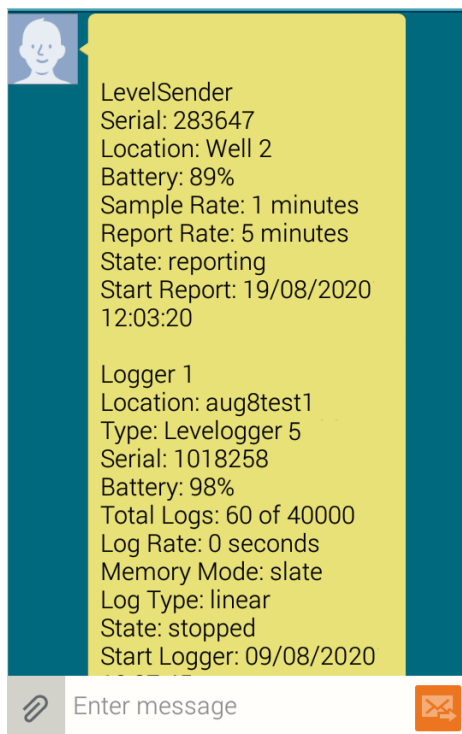 LevelSender
Serial: 283647
Location: Well 2
Battery: 89%
Sample Rate: 1 minutes
Report Rate: 5 minutes
State: reporting
Start Report: 19/08/2020
12:03:20
Logger 1
Location: aug8test1
Type: Levelogger 5
Serial: 1018258
Battery: 98%
Total Logs: 60 of 40000
Log Rate: 0 seconds
Memory Mode: slate
Log Type: linear
State: stopped
Start Logger: 09/08/2020
Enter message